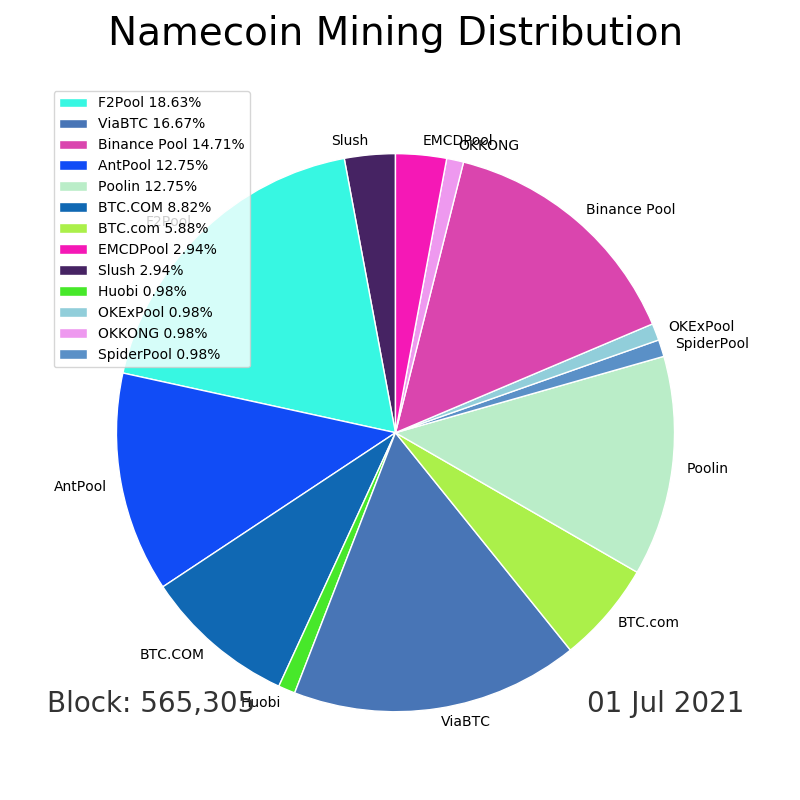 Namecoin Mining Distribution
F2Pool 18.63%
ViaBTC 16.67%
Binance Pool 14.71%
AntPool 12.75%
Poolin 12.75%
BTC.COM 8.82%
BTC.com 5.88%
EMCDPool 2.94%
Slush 2.94%
Huobi 0.98%
OKExPool 0.98%
OKKONG 0.98%
SpiderPool 0.98%
Slush
EMCDPool
OKKONG
Binance Pool
F2Pool
OKExPool
SpiderPool
Poolin
AntPool
BTC.com
BTC.COM
Huobi
ViaBTC
Block: 565,305
01 Jul 2021